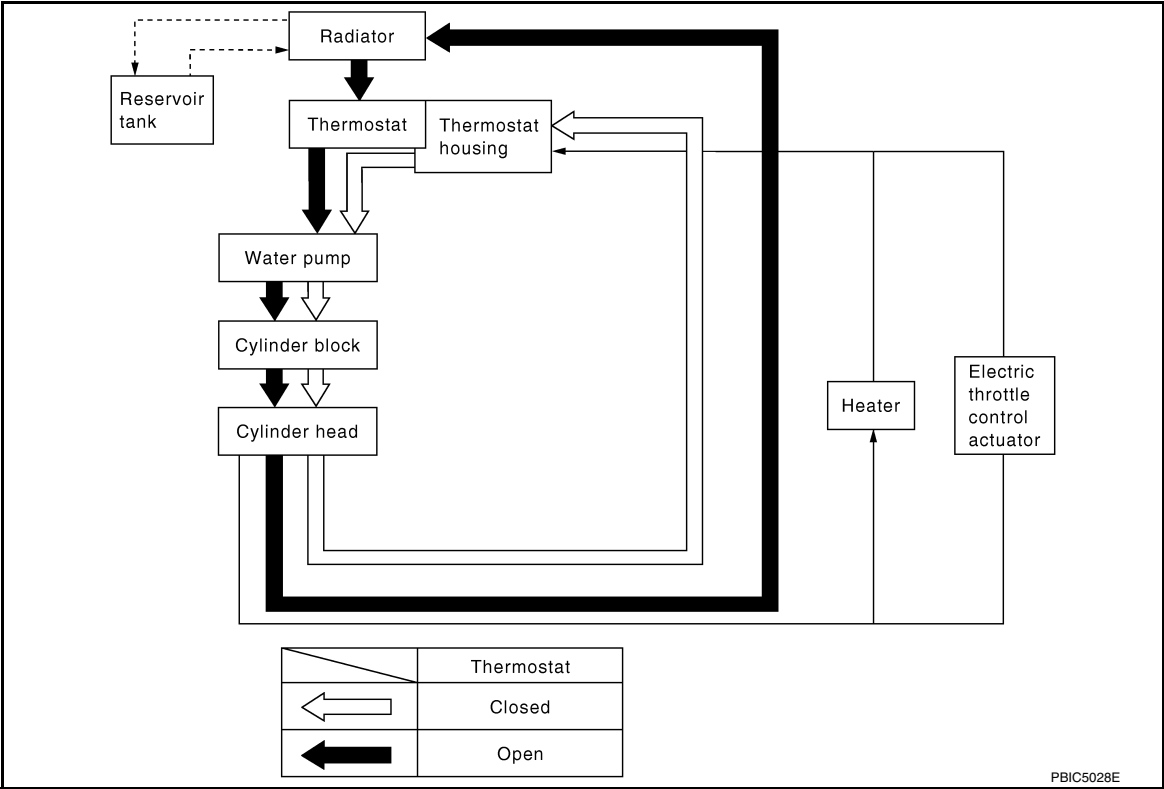 Radiator
Reservoir
tank
Thermostat
Thermostat
housing
Water pump
Cylinder block
Cylinder head
Heater
Electric
throttle
control
actuator
Thermostat
Closed
Open
PBIC5028E